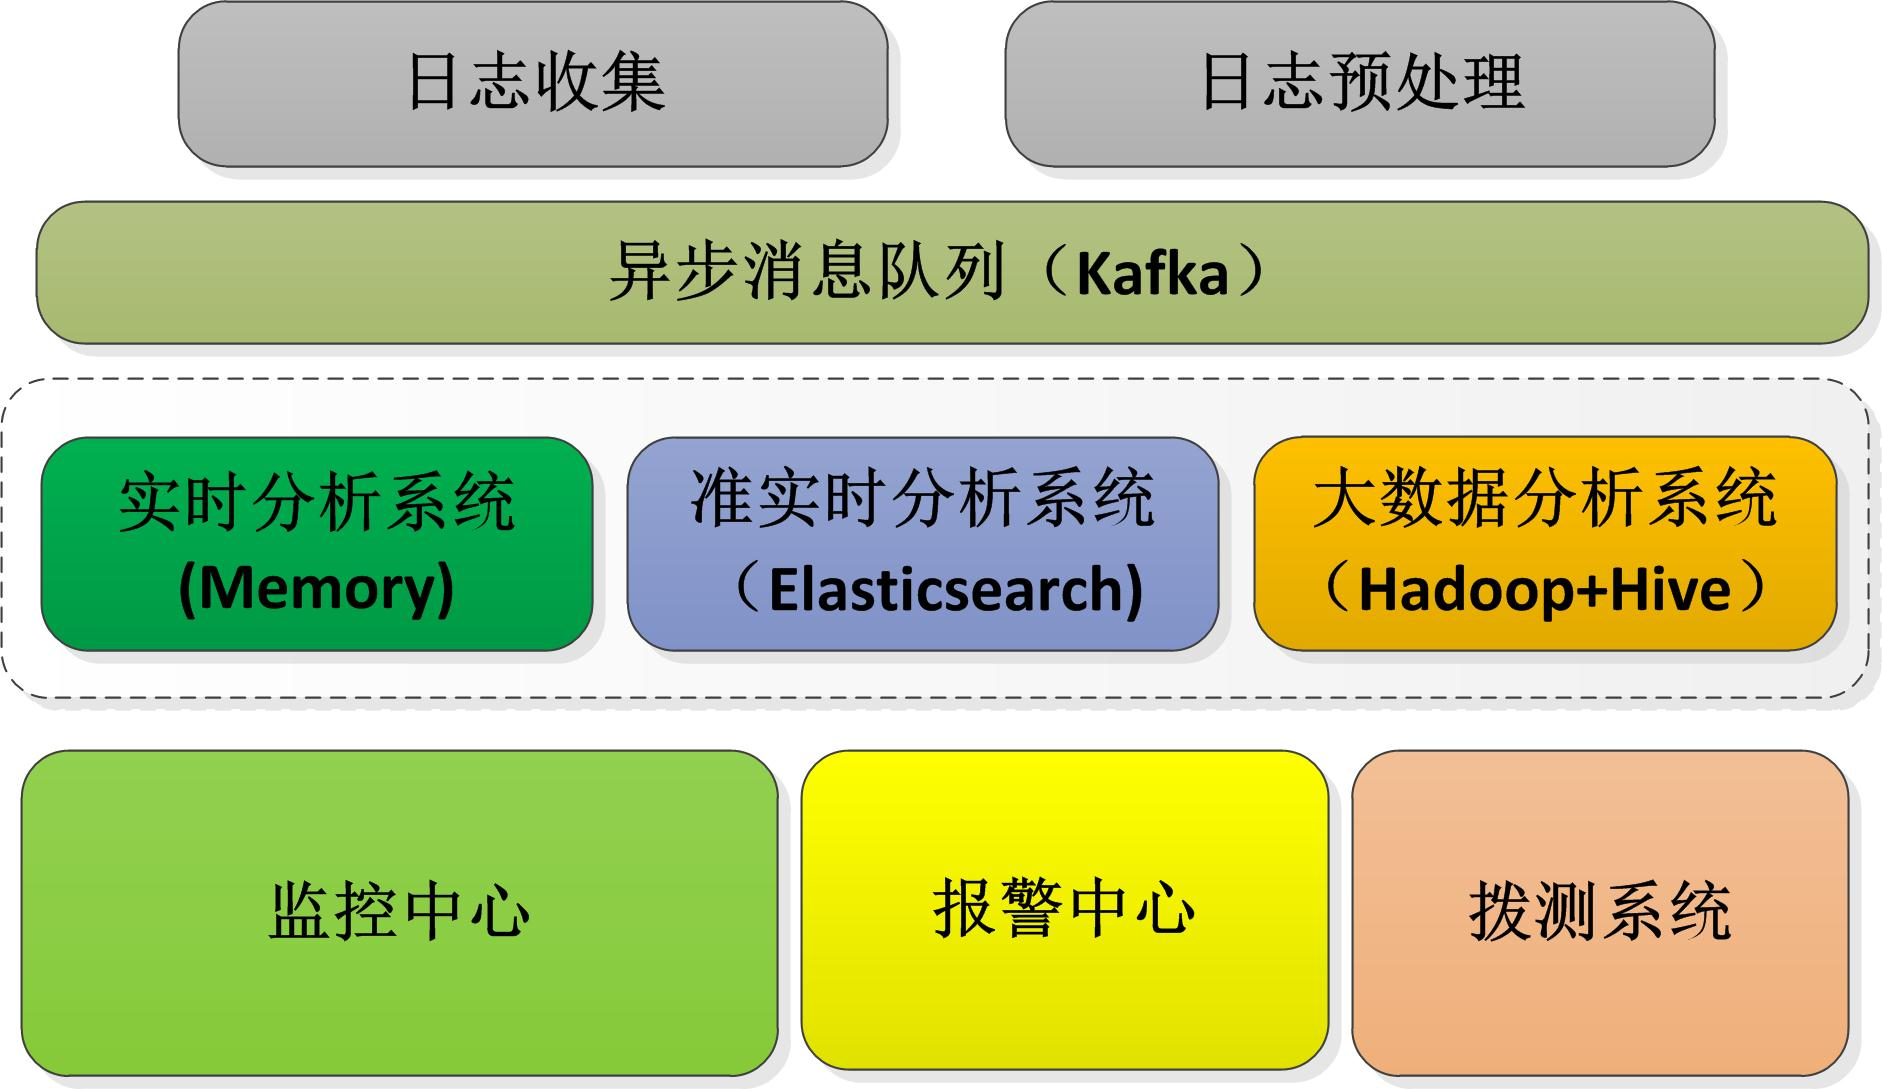 日志收集
日志预处理
异步消息队列（Kafka）
实时分析系统
(Memory)
准实时分析系统
（Elasticsearch)
大数据分析系统
（Hadoop+Hive）
监控中心
报警中心
拨测系统